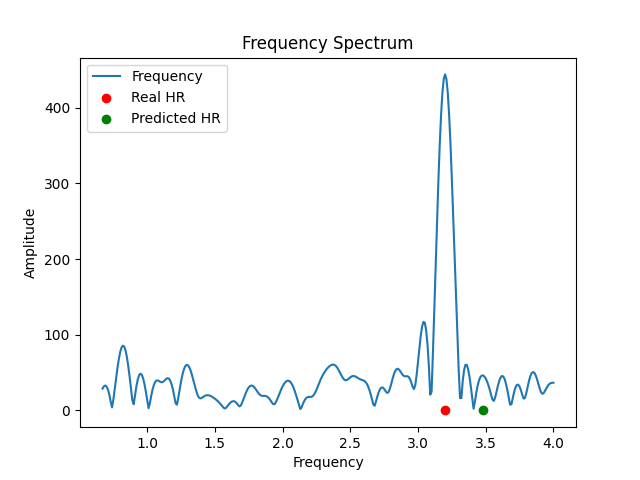 Frequency Spectrum
Frequency
Real HR
Predicted HR
Amplitude
400
300
200
100
0
1.0 1.5 2.0 2.5 3.0 3.5 4.0
Frequency